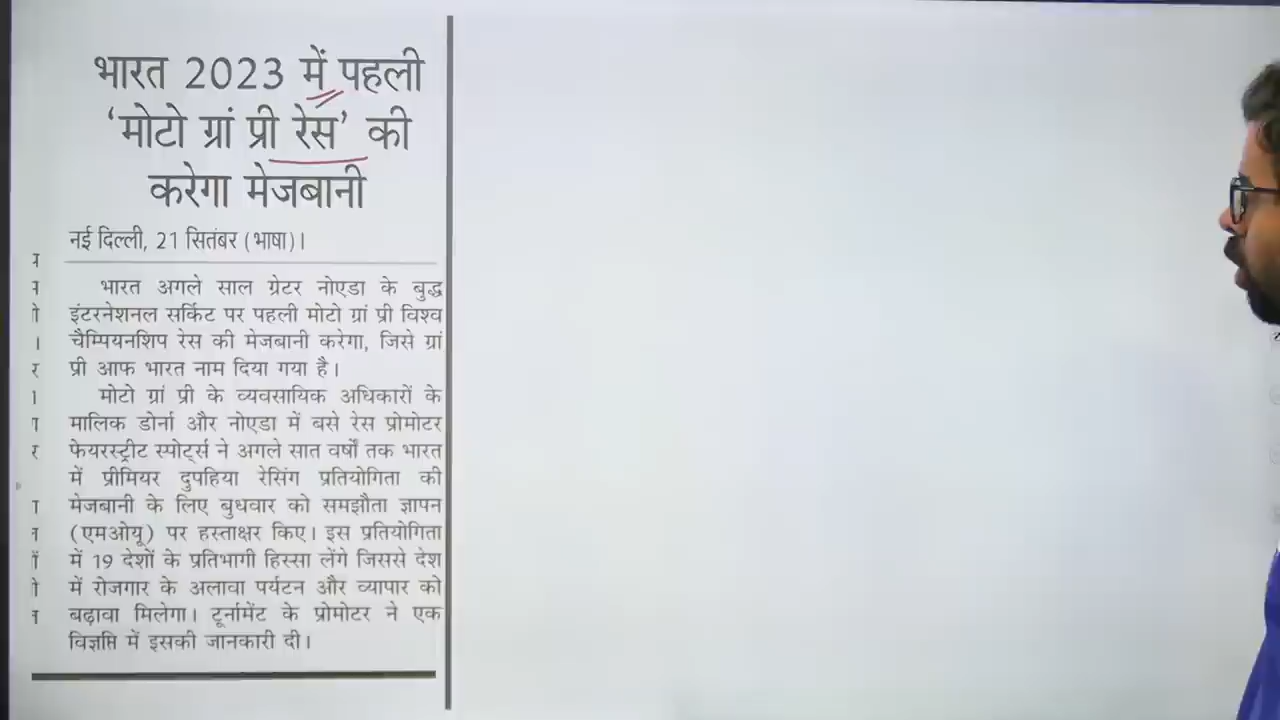 भारत 2023 में पहली
‘मोटो ग्रां प्री रेस’ की
करेगा मेजबानी
नई दिल्ली, 21 सितंबर (भाषा)।
भारत अगले साल ग्रेटर नोएडा के बुद्ध
इंटरनेशनल सर्किट पर पहली मोटो ग्रां प्री विश्व
चैम्पियनशिप रेस की मेजबानी करेगा, जिसे ग्रां
प्री आफ भारत नाम दिया गया है।
मोटो ग्रां प्री के व्यवसायिक अधिकारों के
मालिक डोर्ना और नोएडा में बसे रेस प्रोमोटर
फेयरस्ट्रीट स्पोर्ट्स ने अगले सात वर्षों तक भारत
में प्रीमियर दुपहिया रेसिंग प्रतियोगिता की
मेजबानी के लिए बुधवार को समझौता ज्ञापन
(एमओयू) पर हस्ताक्षर किए। इस प्रतियोगिता
में 19 देशों के प्रतिभागी हिस्सा लेंगे जिससे देश
में रोजगार के अलावा पर्यटन और व्यापार को
बढ़ावा मिलेगा। टूर्नामेंट के प्रोमोटर ने एक
विज्ञप्ति में इसकी जानकारी दी।